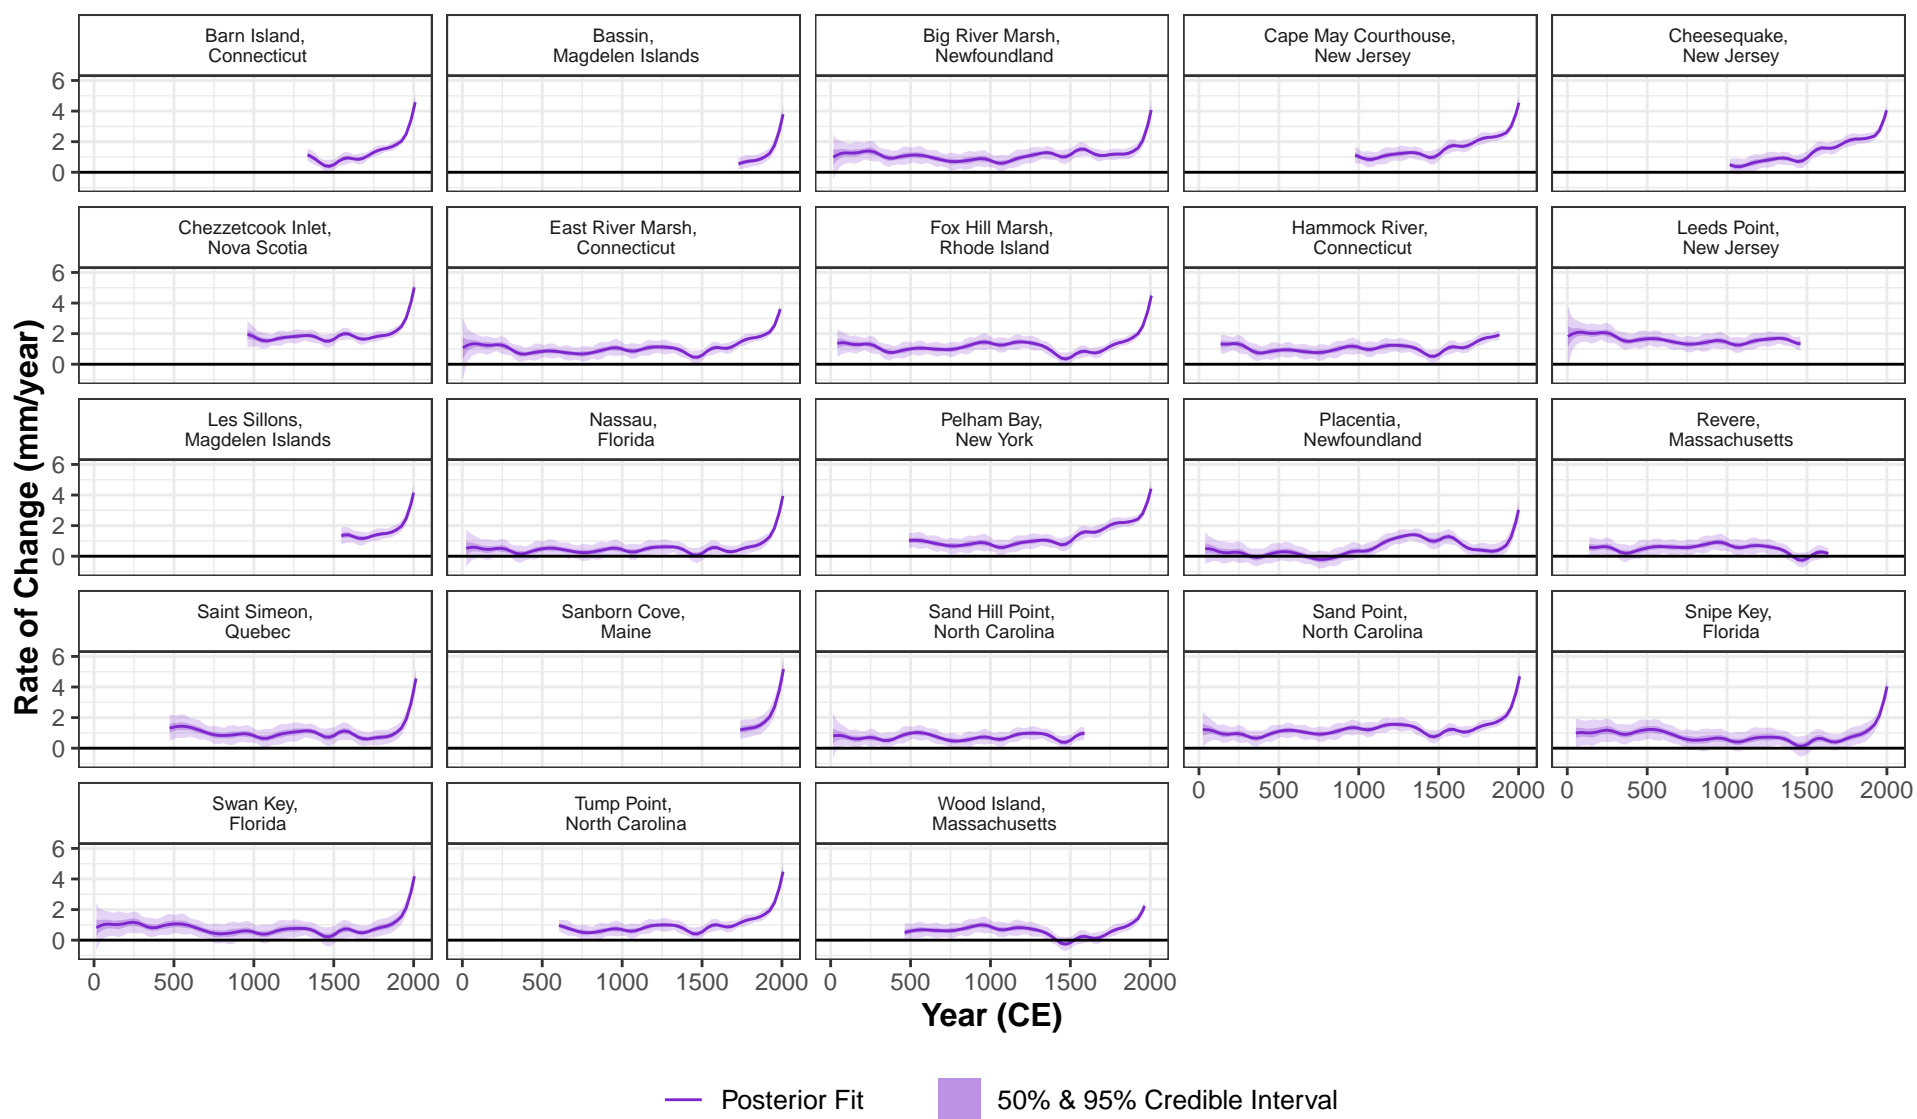 Barn Island,
Connecticut
Bassin,
Magdelen Islands
Big River Marsh,
Newfoundland
Cape May Courthouse,
New Jersey
Cheesequake,
New Jersey
6
4
2
0
Chezzetcook Inlet,
Nova Scotia
East River Marsh,
Connecticut
Fox Hill Marsh,
Rhode Island
Hammock River,
Connecticut
Leeds Point,
New Jersey
6
4
2
0
Les Sillons,
Magdelen Islands
Nassau,
Florida
Pelham Bay,
New York
Placentia,
Newfoundland
Revere,
Massachusetts
6
4
2
0
Rate of Change (mm/year)
Saint Simeon,
Quebec
Sanborn Cove,
Maine
Sand Hill Point,
North Carolina
Sand Point,
North Carolina
Snipe Key,
Florida
6
4
2
0
0 500 1000 1500 2000
0 500 1000 1500 2000
Swan Key,
Florida
Tump Point,
North Carolina
Wood Island,
Massachusetts
6
4
2
0
0 500 1000 1500 2000
0 500 1000 1500 2000
0 500 1000 1500 2000
Year (CE)
Posterior Fit
50% & 95% Credible Interval